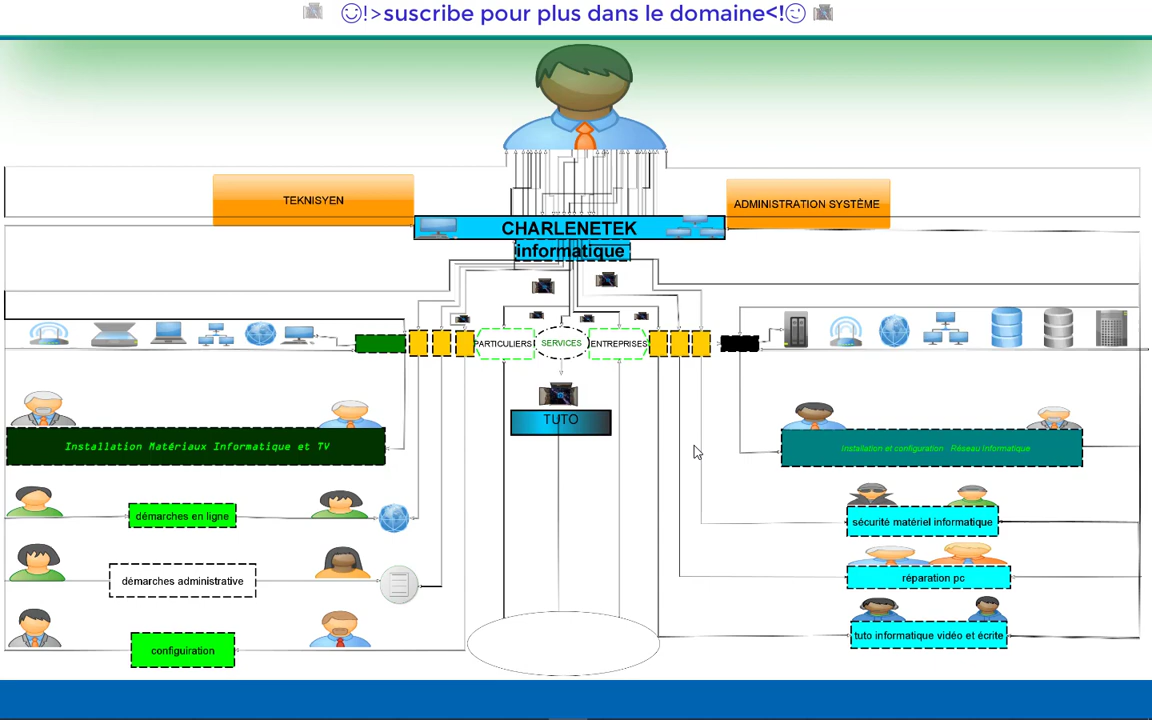 ☺!>suscribe pour plus dans le domaine<!😉
TEKNISYEN
ADMINISTRATION SYSTÈME
CHARLENETEK
informatique
PARTICULIERS
SERVICES
ENTREPRISES
TUTO
Installation Matériaux Informatique et TV
Installation et configuration Réseau Informatique
démarches en ligne
sécurité matériel informatique
démarches administrative
réparation pc
configuiration
tuto informatique vidéo et écrite